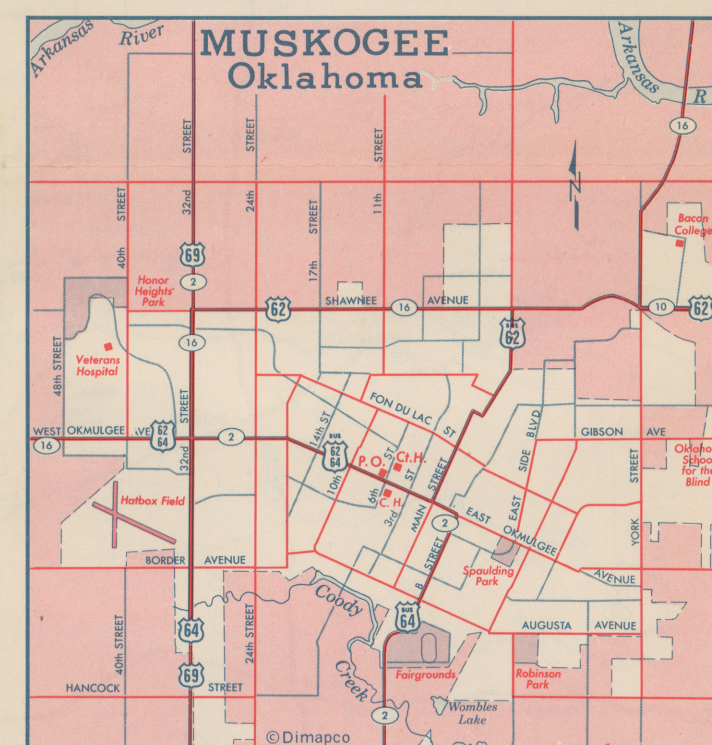 Arkansas
River
MUSKOGEE
Oklahoma
Arkansas
R
16
STREET
32nd
STREET
24th
STREET
11th
STREET
40th
STREET
17th
N
Bacon
College
69
2
Honor
Heights'
Park
62
SHAWNEE
16
AVENUE
10
62
BUS
62
16
48th STREET
Veterans
Hospital
STREET
32nd
WEST OKMULGEE AVE
16
62
64
2
14th ST
FON DU LAC ST
BUS
62
64
P.O.
ST
Ct.H.
ST
10th
6th
C. H.
3rd
MAIN STREET
EAST SIDE BLVD
GIBSON AVE
Oklaho
Schoo
for the
Blind
YORK STREET
Hatbox Field
2
EAST OKMULGEE
AVENUE
BORDER AVENUE
B STREET
Spaulding
Park
Coody
Creek
BUS
64
64
69
40th STREET
24th STREET
AUGUSTA AVENUE
Fairgrounds
Robinson
Park
HANCOCK STREET
2
Wombles
Lake
©Dimapco